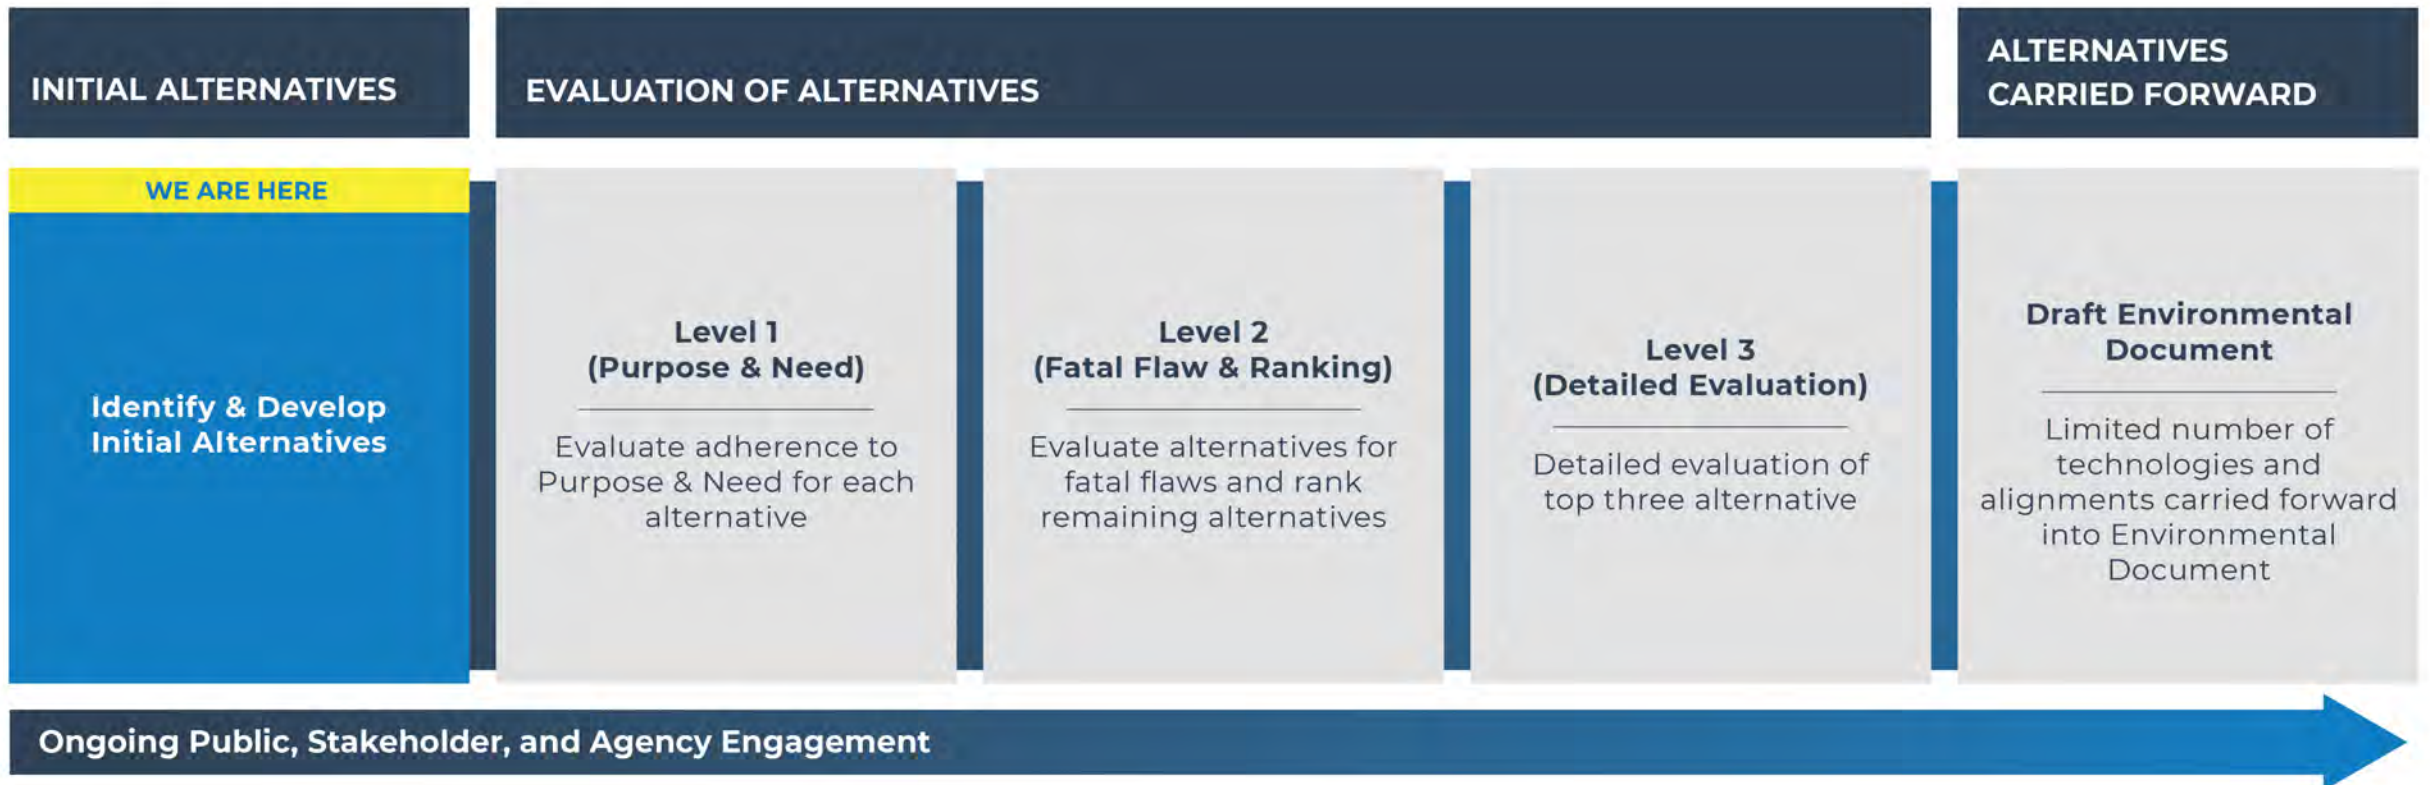 INITIAL ALTERNATIVES
EVALUATION OF ALTERNATIVES
ALTERNATIVES
CARRIED FORWARD
WE ARE HERE
Identify & Develop
Initial Alternatives
Level 1
(Purpose & Need)
Evaluate adherence to
Purpose & Need for each
alternative
Level 2
(Fatal Flaw & Ranking)
Evaluate alternatives for
fatal flaws and rank
remaining alternatives
Level 3
(Detailed Evaluation)
Detailed evaluation of
top three alternative
Draft Environmental
Document
Limited number of
technologies and
alignments carried forward
into Environmental
Document
Ongoing Public, Stakeholder, and Agency Engagement